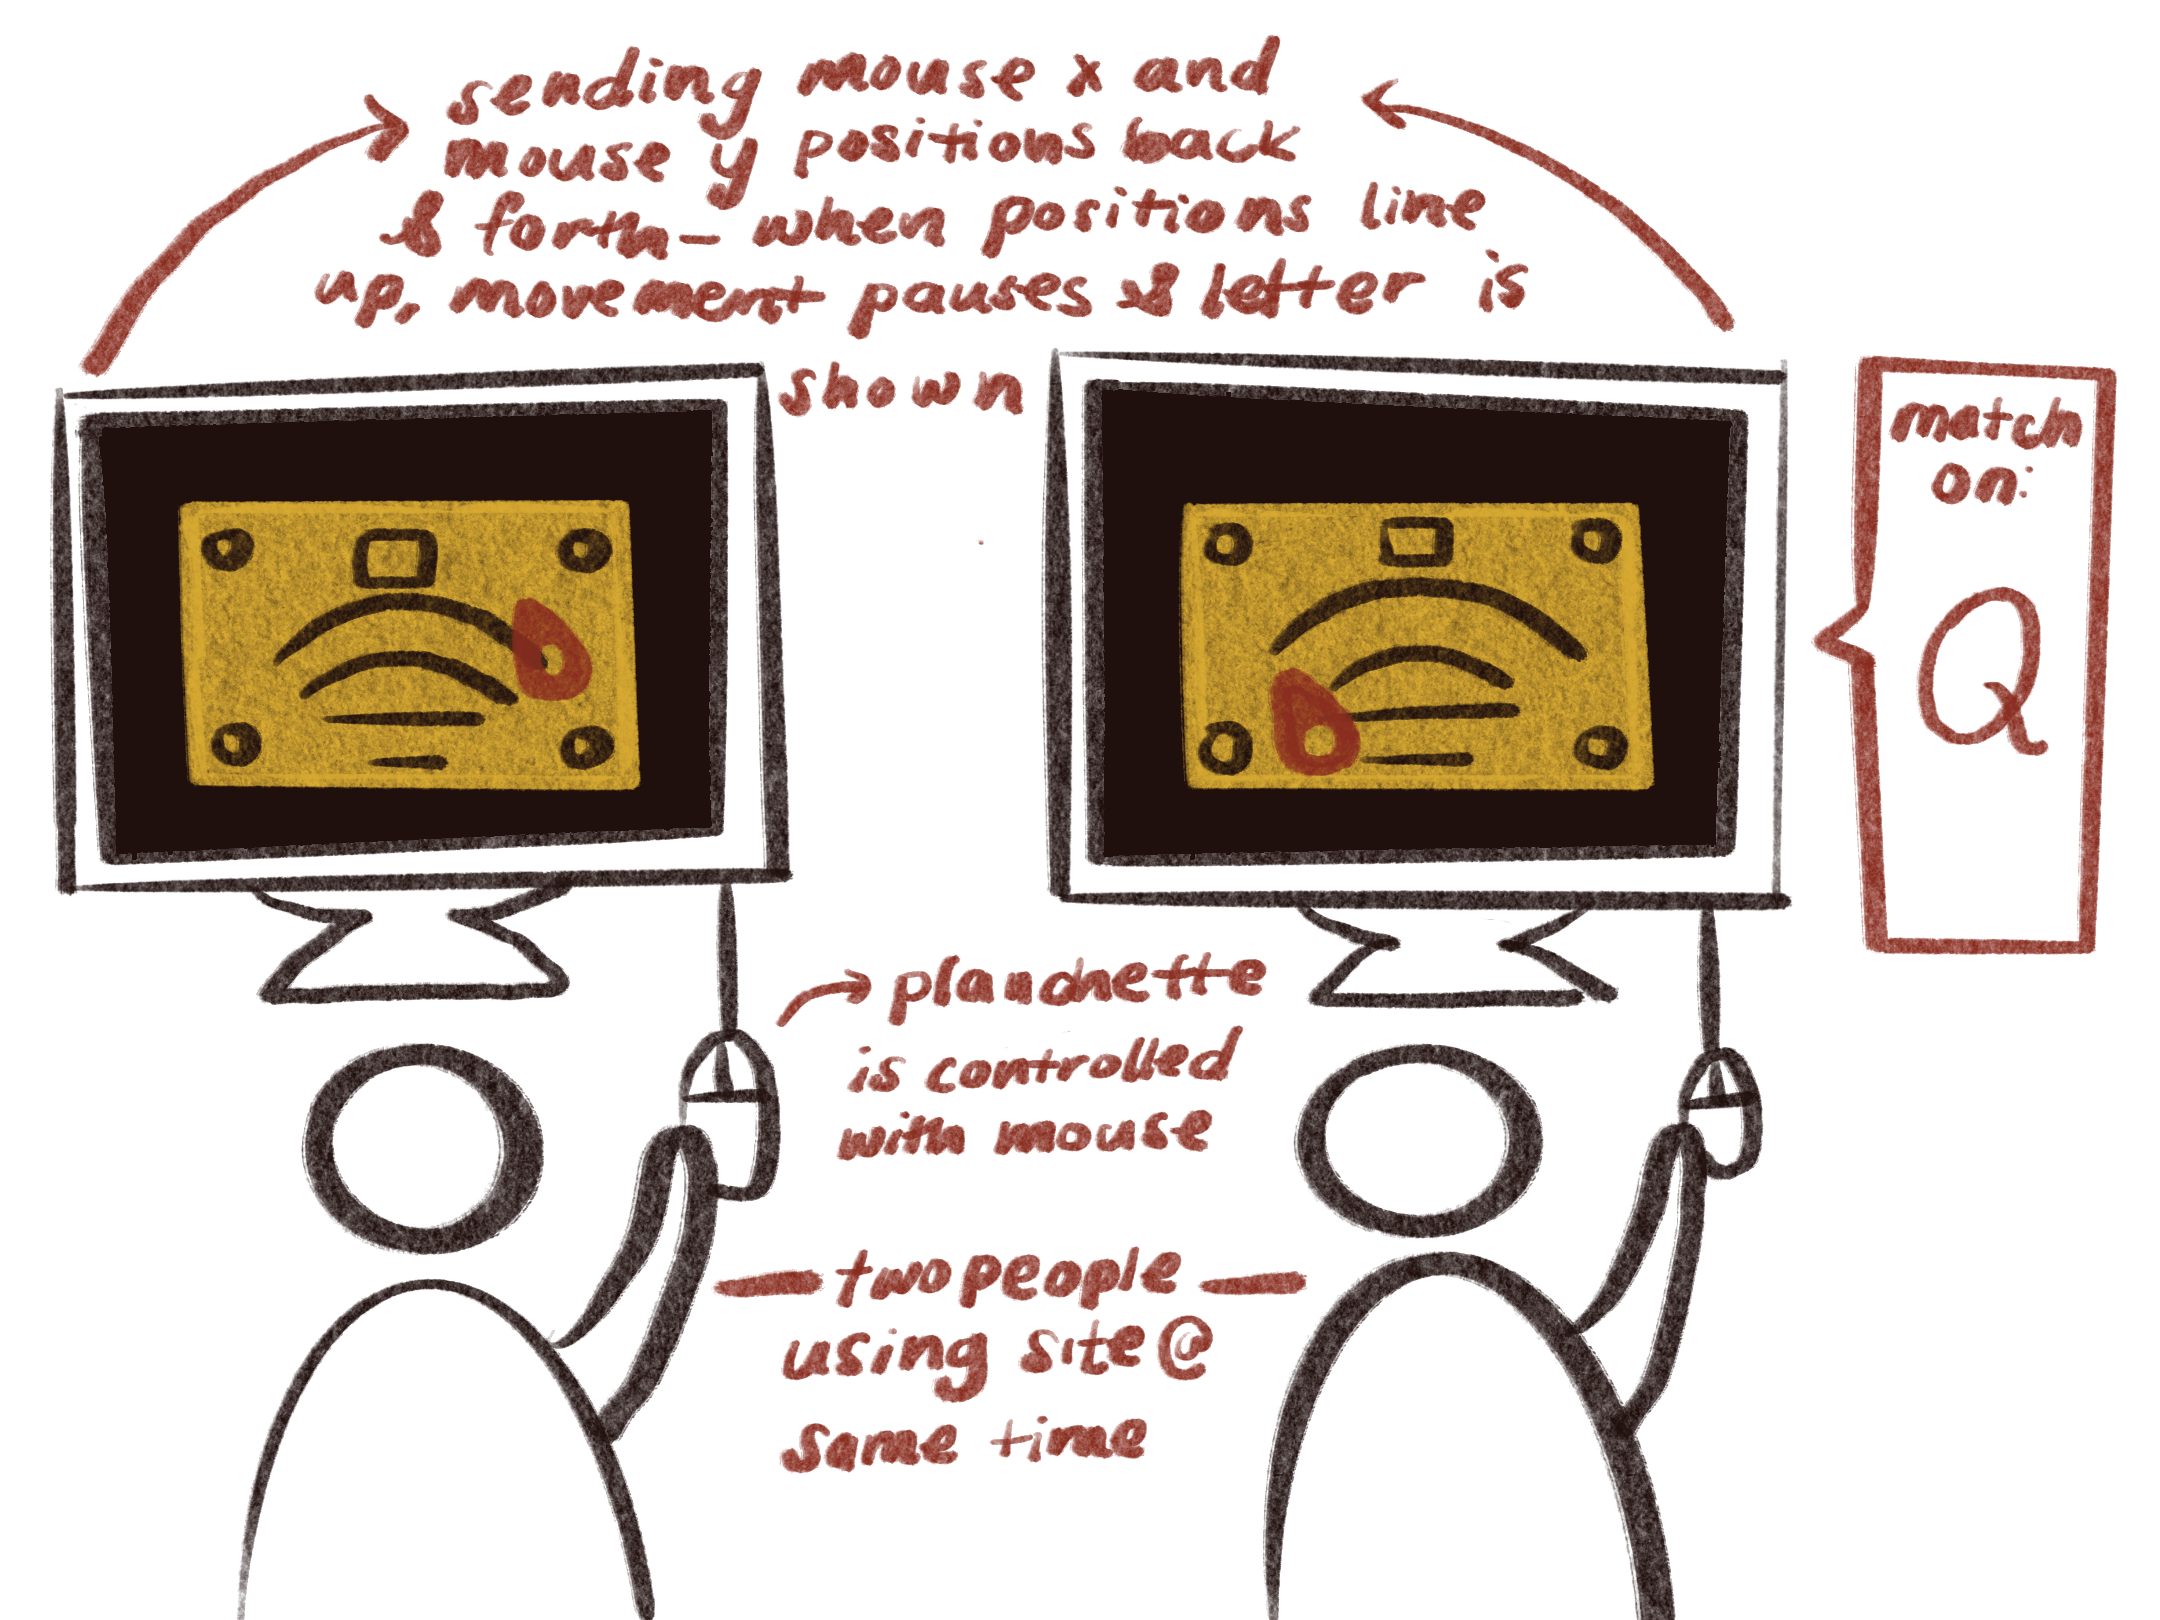 sending mouse x and
mouse y positions back
& forth - when positions line
up, movement pauses & letter is
shown
match
on:
Q
planchette
is controlled
with mouse
two people
using site @
same time